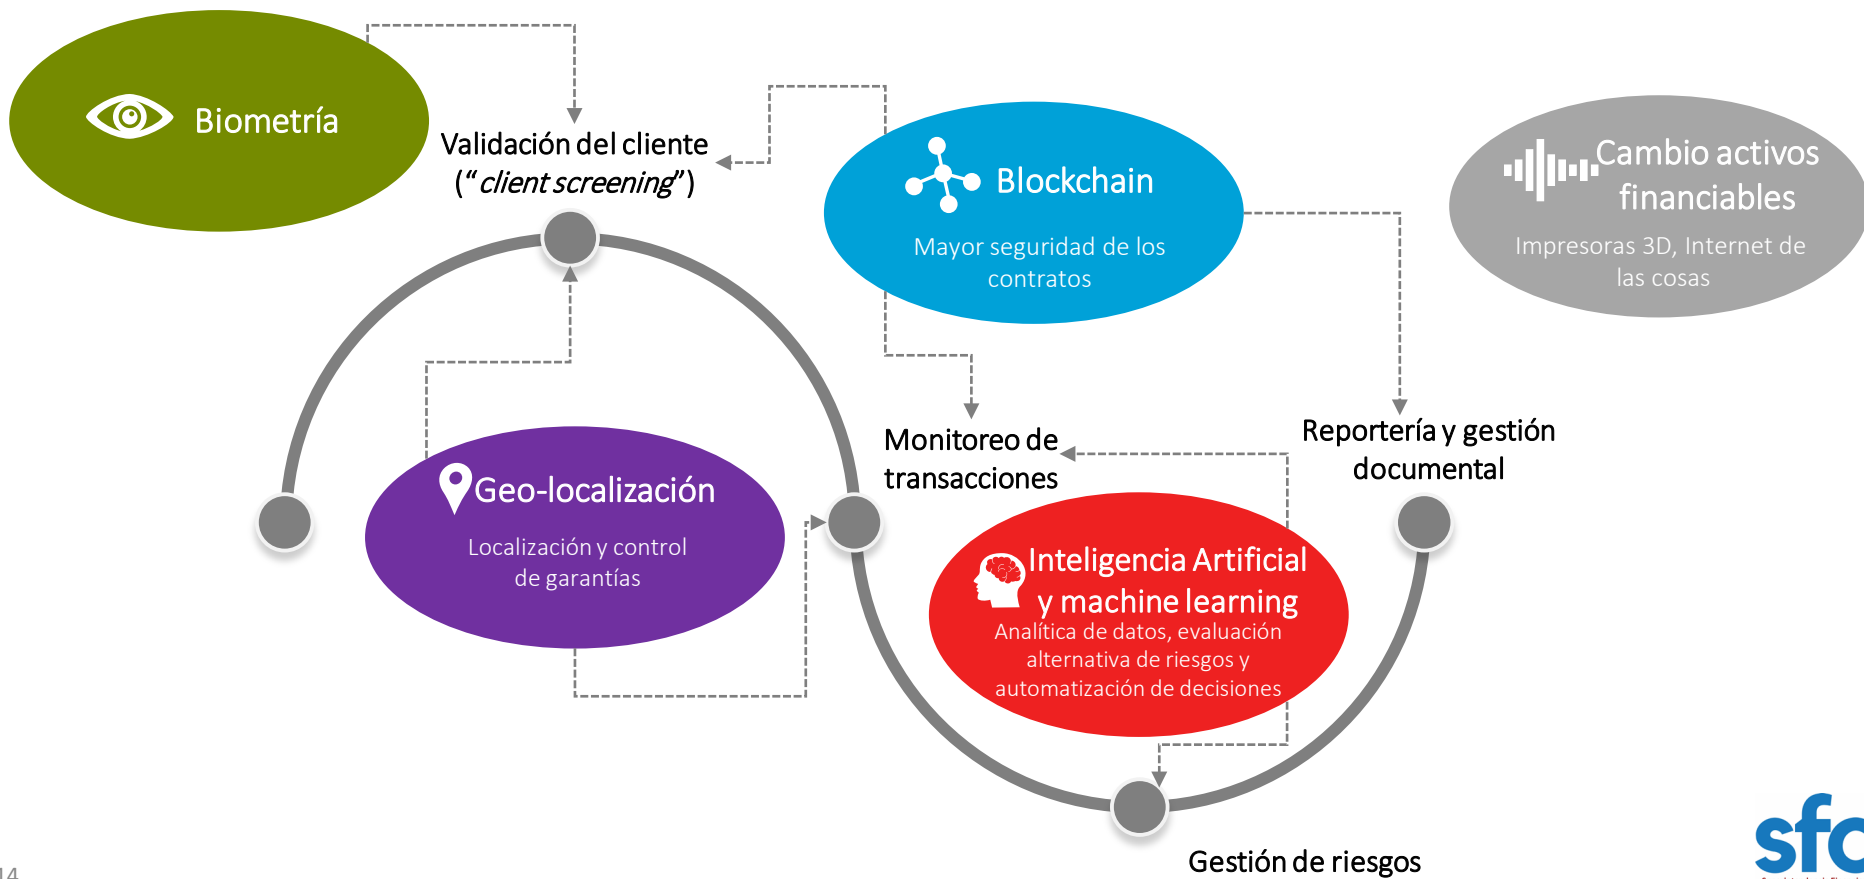 Biometría
Validación del cliente
(“client screening”)
Blockchain
Mayor seguridad de los
contratos
Cambio activos
financiables
Impresoras 3D, Internet de
las cosas
Geo-localización
Localización y control
de garantías
Monitoreo de
transacciones
Reportería y gestión
documental
Inteligencia Artificial
y machine learning
Analítica de datos, evaluación
alternativa de riesgos y
automatización de decisiones
Gestión de riesgos
14
sfc